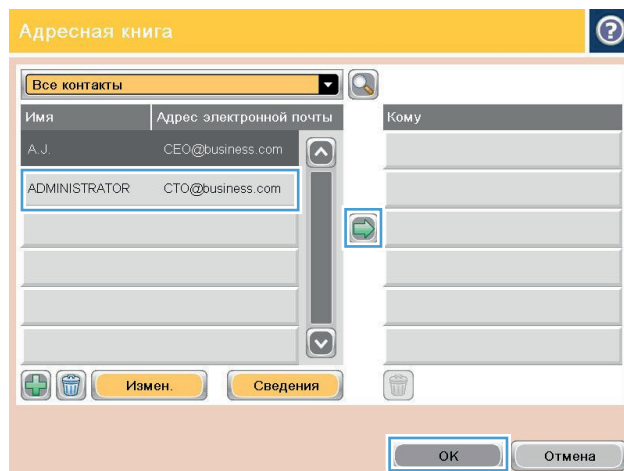 Адресная книга
?
Все контакты
Имя Адрес электронной почты Кому
A.J. CEO@business.com
ADMINISTRATOR CTO@business.com
Измен. Сведения
OK Отмена